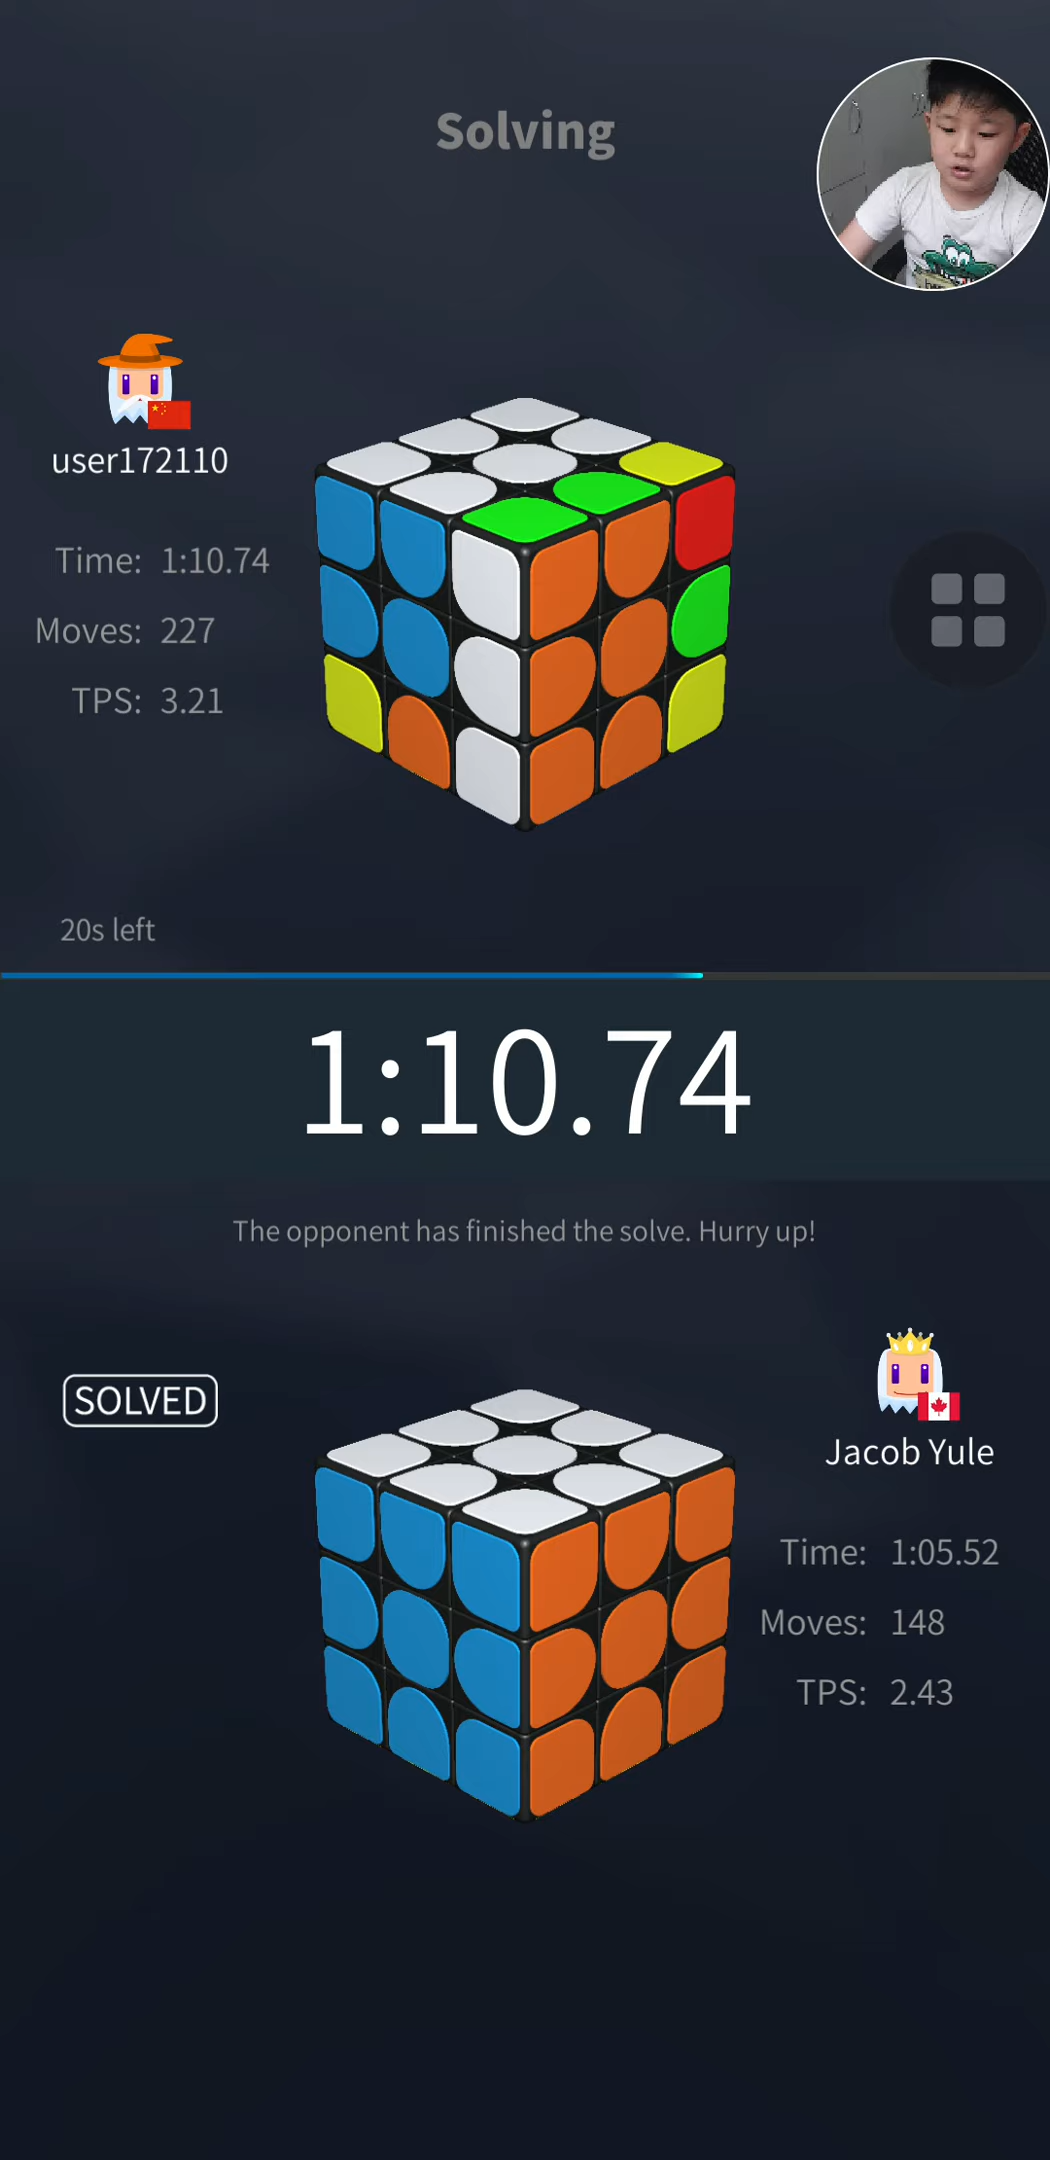 Solving
user172110
Time: 1:10.74
Moves: 227
TPS: 3.21
20s left
1:10.74
The opponent has finished the solve. Hurry up!
SOLVED
Jacob Yule
Time: 1:05.52
Moves: 148
TPS: 2.43